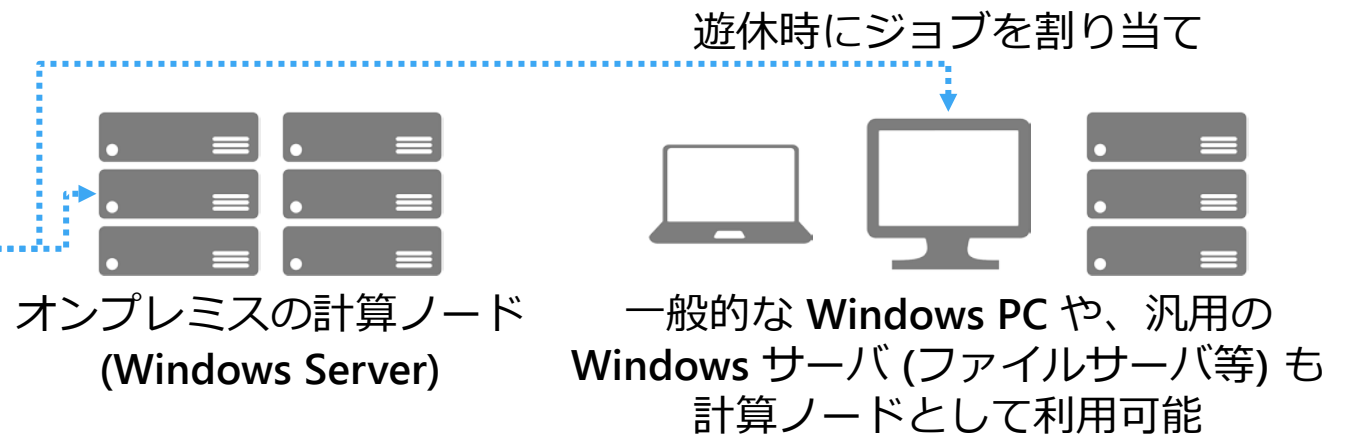 遊休時にジョブを割り当て
オンプレミスの計算ノード
(Windows Server)
一般的な Windows PC や、汎用の
Windows サーバ (ファイルサーバ等) も
計算ノードとして利用可能